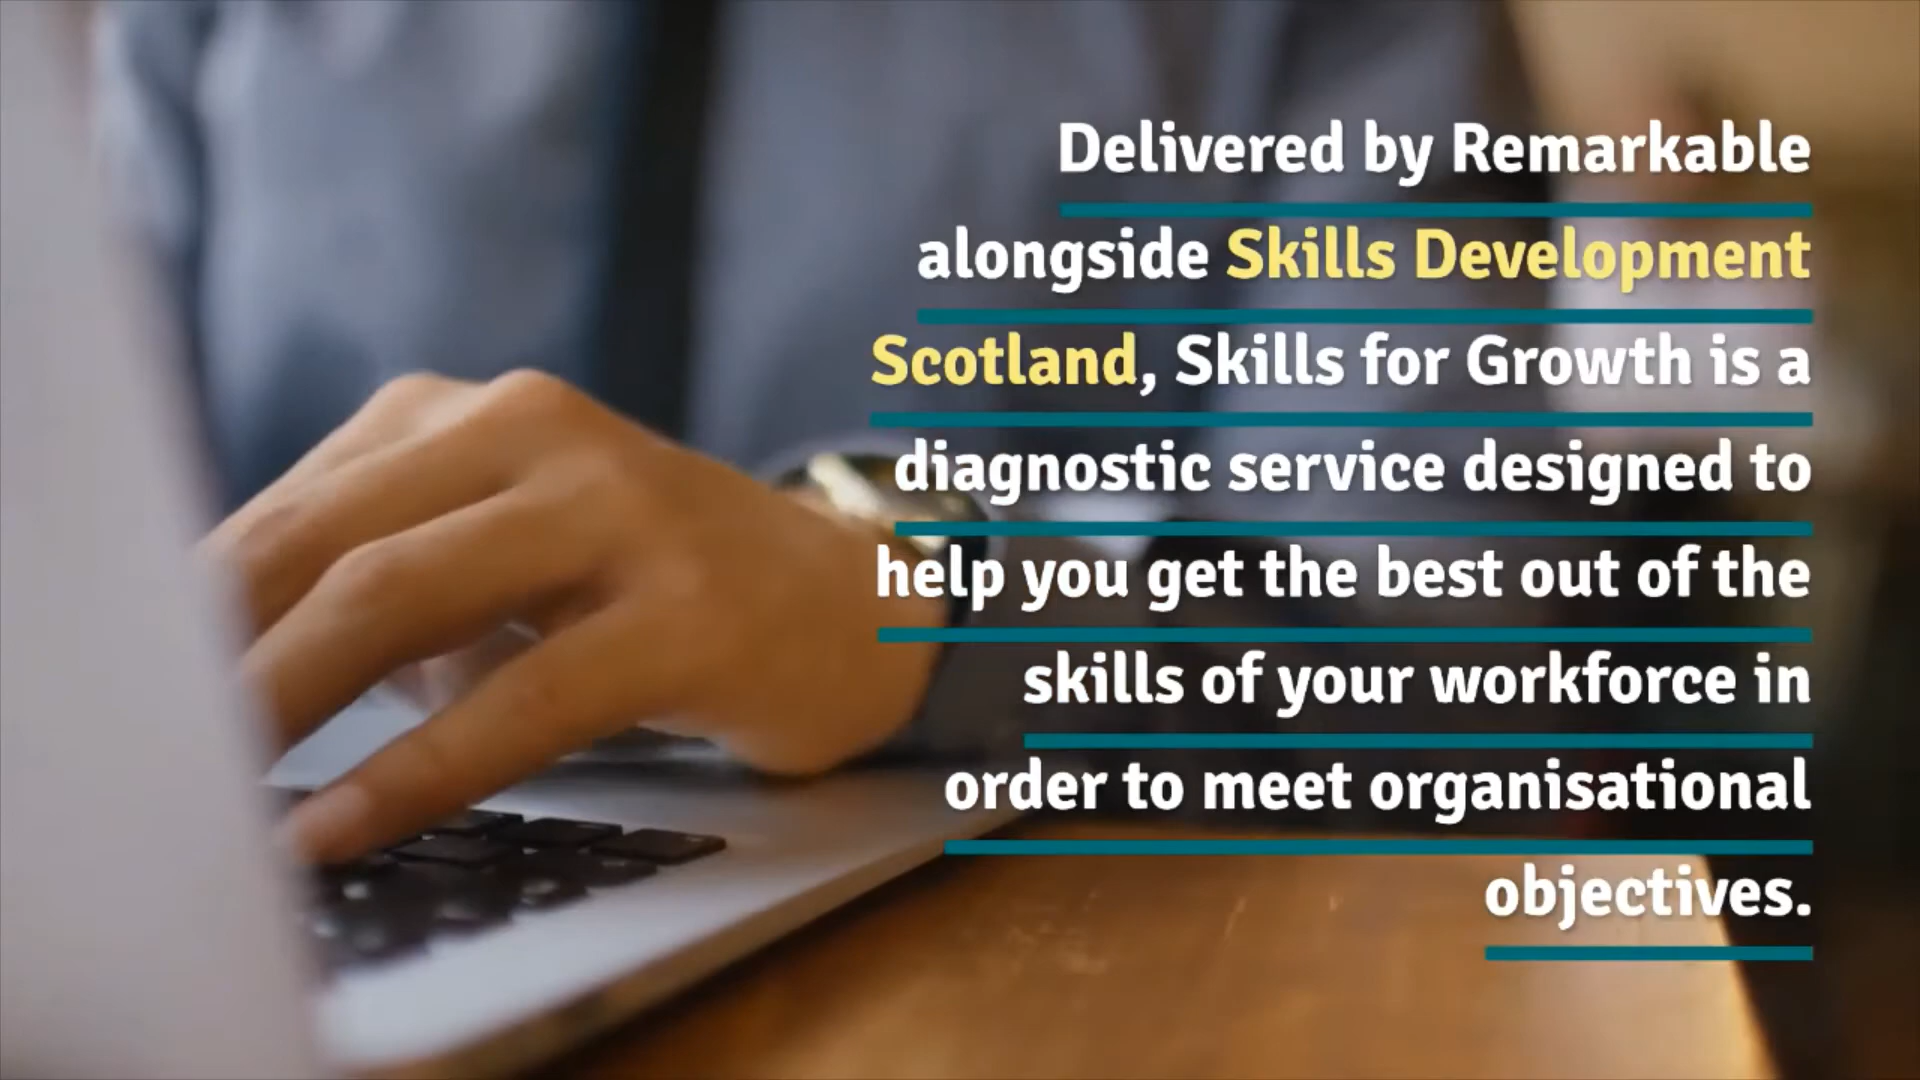 Delivered by Remarkable
alongside Skills Development
Scotland, Skills for Growth is a
diagnostic service designed to
help you get the best out of the
skills of your workforce in
order to meet organisational
objectives.